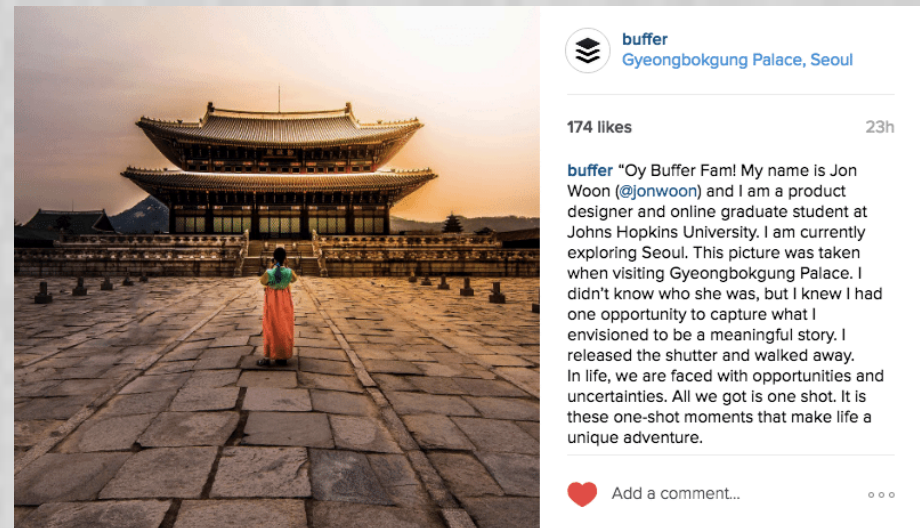 buffer
Gyeongbokgung Palace, Seoul
174 likes 23h
buffer “Oy Buffer Fam! My name is Jon
Woon (@jonwoon) and I am a product
designer and online graduate student at
Johns Hopkins University. I am currently
exploring Seoul. This picture was taken
when visiting Gyeongbokgung Palace. I
didn’t know who she was, but I knew I had
one opportunity to capture what I
envisioned to be a meaningful story. I
released the shutter and walked away.
In life, we are faced with opportunities and
uncertainties. All we got is one shot. It is
these one-shot moments that make life a
unique adventure.
Add a comment...